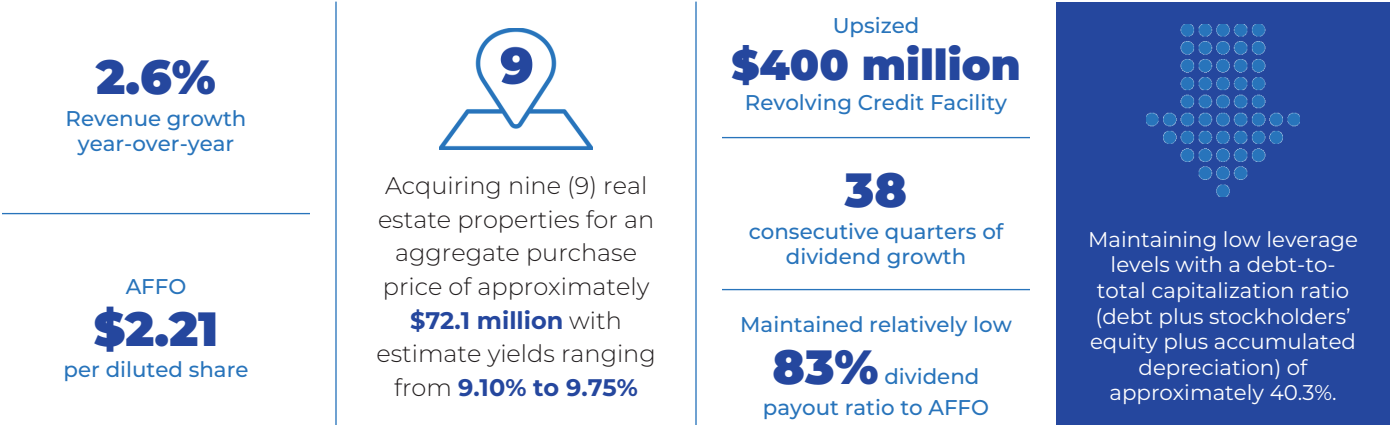 2.6%
Revenue growth
year-over-year
AFFO
$2.21
per diluted share
9
Acquiring nine (9) real
estate properties for an
aggregate purchase
price of approximately
$72.1 million with
estimate yields ranging
from 9.10% to 9.75%
Upsized
$400 million
Revolving Credit Facility
38
consecutive quarters of
dividend growth
Maintained relatively low
83% dividend
payout ratio to AFFO
Maintaining low leverage
levels with a debt-to-
total capitalization ratio
(debt plus stockholders’
equity plus accumulated
depreciation) of
approximately 40.3%.